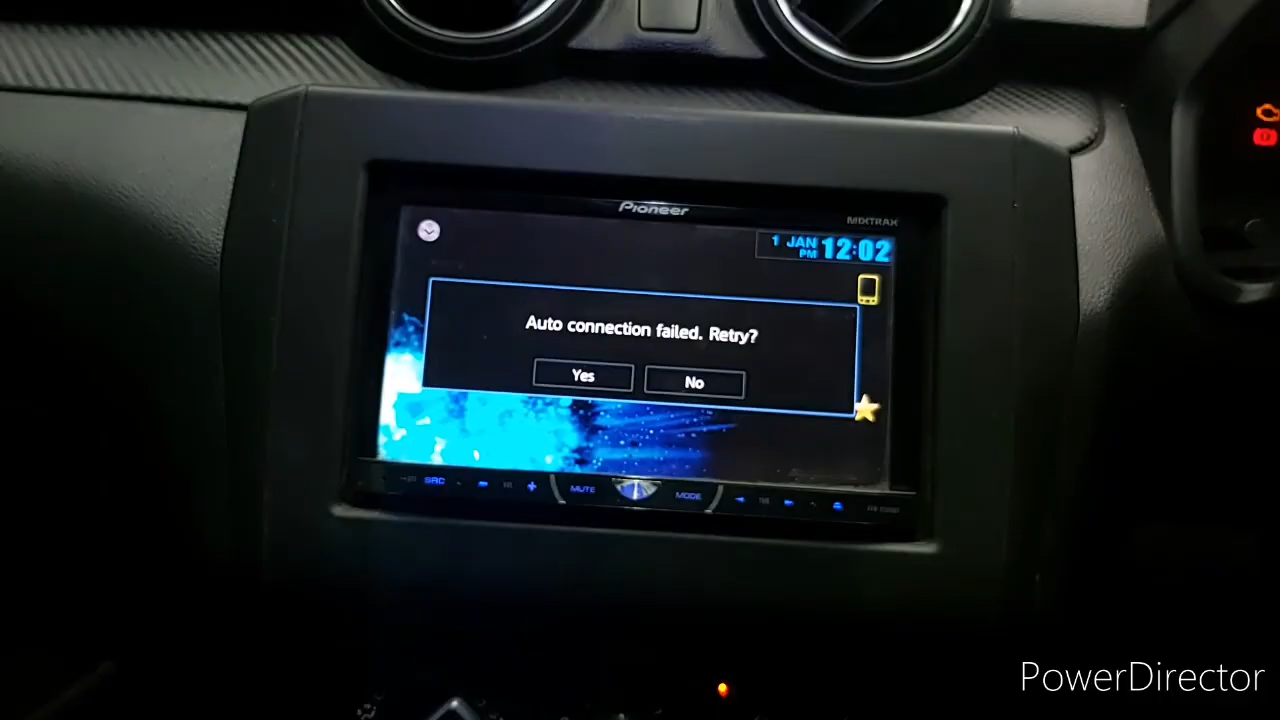 Pioneer
MIXTRAX
1 JAN
PM 12:02
Auto connection failed. Retry?
Yes
No
SRC
MUTE
MODE
PowerDirector